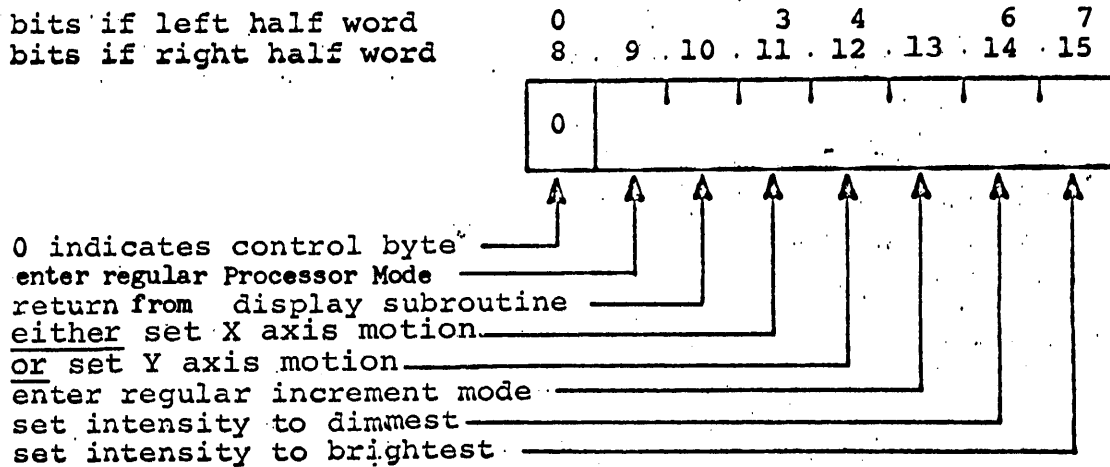 bits if left half word 0 3 4 6 7
bits if right half word 8 9 10 11 12 13 14 15
0
0 indicates control byte
enter regular Processor Mode
return from display subroutine
either set X axis motion
or set Y axis motion
enter regular increment mode
set intensity to dimmest
set intensity to brightest